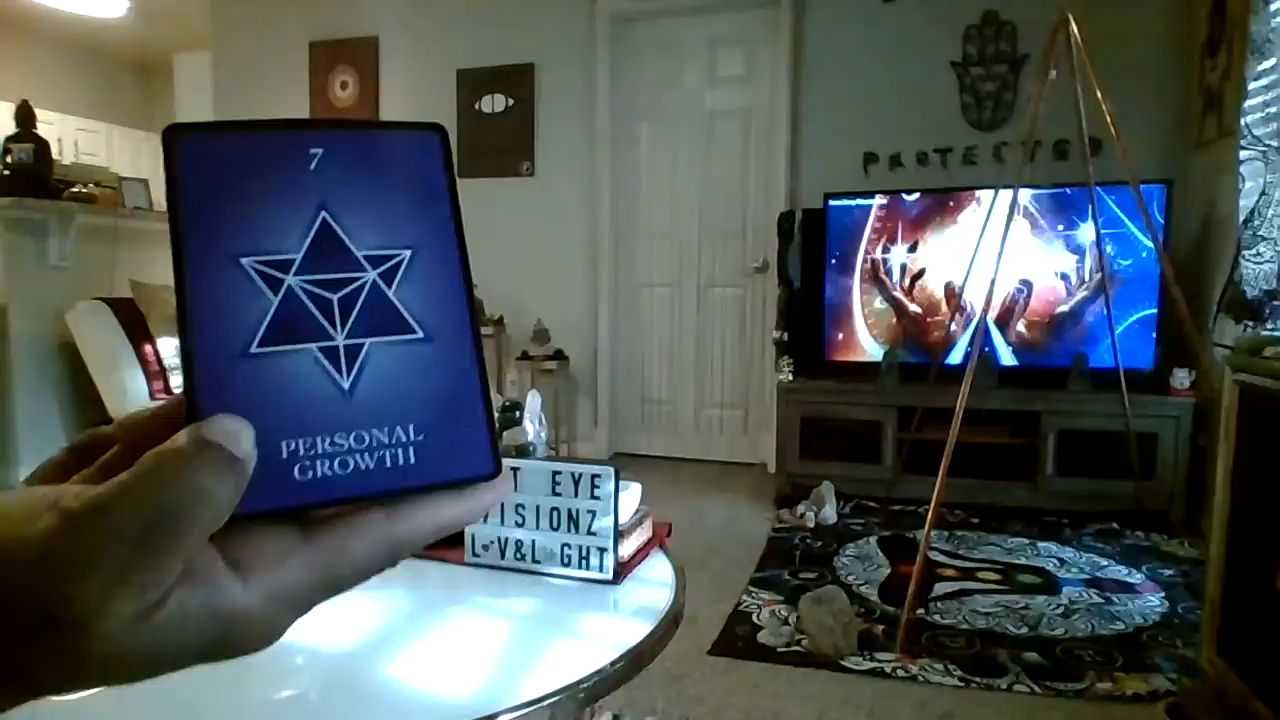 7
PERSONAL
GROWTH
PROTECTED
T EYE
VISIONZ
L♥V&L GHT